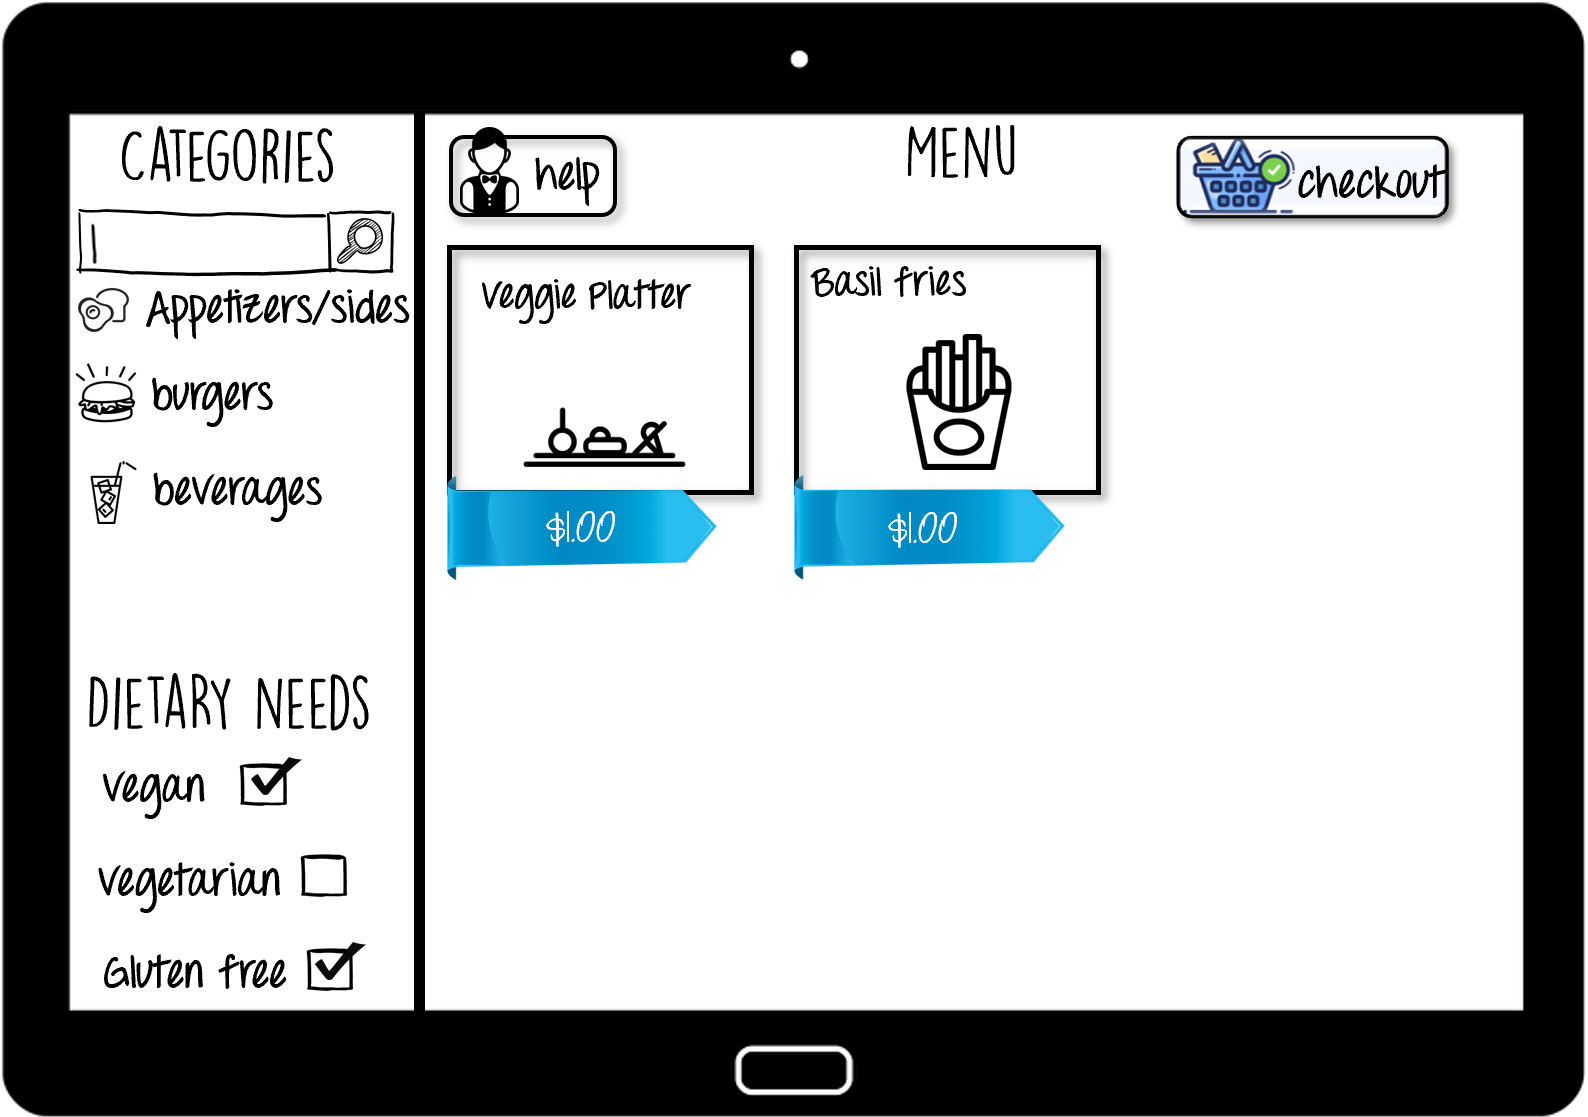 CATEGORIES
Appetizers/sides
burgers
beverages
DIETARY NEEDS
vegan
vegetarian
Gluten free
help
MENU
checkout
Veggie Platter
$1.00
Basil fries
$1.00